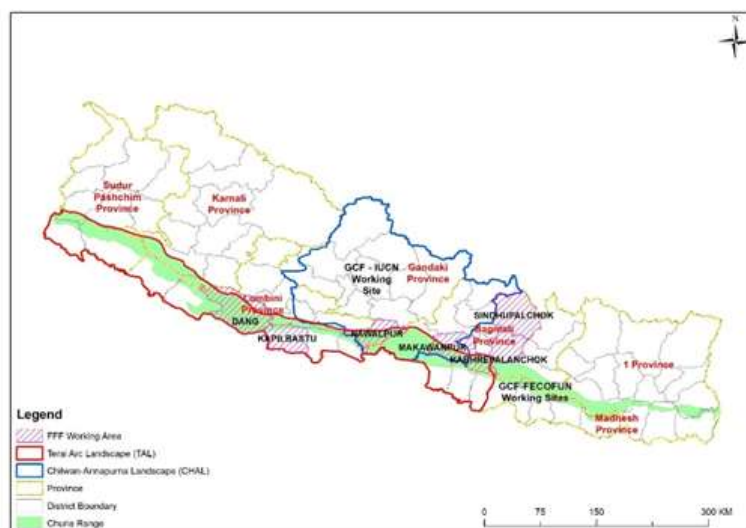 N
Sudur
Pashchim
Province
Karnali
Province
GCF - IUCN
Working
Site
Gandaki
Province
Lumbini
Province
DANG
KAPILBASTU
NAWALPUR
SINDHUPALCHOK
Bagmati
Province
MAKAWANPUR
KABHREPALANCHOK
1 Province
GCF-FECOFUN
Working Sites
Madhesh
Province
Legend
FFF Working Area
Terai Arc Landscape (TAL)
Chitwan-Annapurna Landscape (CHAL)
Province
District Boundary
Churia Range
0 75 150 300 KM